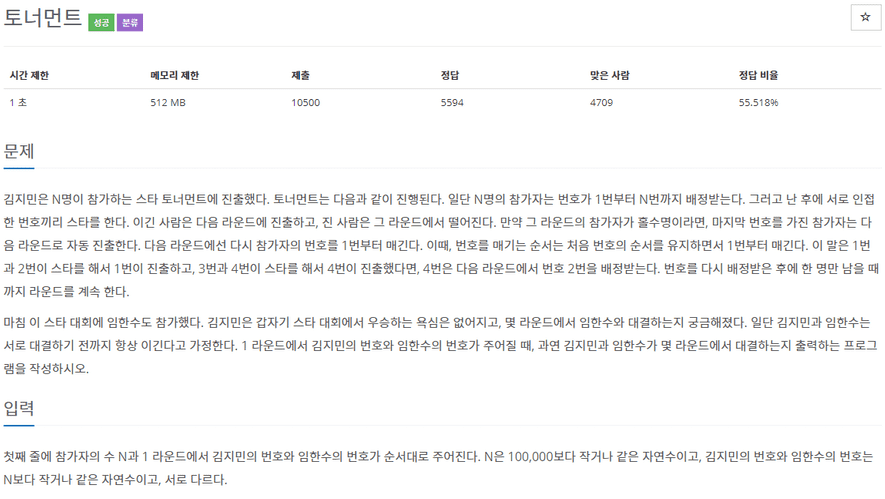 토너먼트 성공 분류
☆
시간 제한 메모리 제한 제출 정답 맞은 사람 정답 비율
1 초 512 MB 10500 5594 4709 55.518%
문제
김지민은 N명이 참가하는 스타 토너먼트에 진출했다. 토너먼트는 다음과 같이 진행된다. 일단 N명의 참가자는 번호가 1번부터 N번까지 배정받는다. 그러고 난 후에 서로 인접
한 번호끼리 스타를 한다. 이긴 사람은 다음 라운드에 진출하고, 진 사람은 그 라운드에서 떨어진다. 만약 그 라운드의 참가자가 홀수명이라면, 마지막 번호를 가진 참가자는 다
음 라운드로 자동 진출한다. 다음 라운드에선 다시 참가자의 번호를 1번부터 매긴다. 이때, 번호를 매기는 순서는 처음 번호의 순서를 유지하면서 1번부터 매긴다. 이 말은 1번
과 2번이 스타를 해서 1번이 진출하고, 3번과 4번이 스타를 해서 4번이 진출했다면, 4번은 다음 라운드에서 번호 2번을 배정받는다. 번호를 다시 배정받은 후에 한 명만 남을 때
까지 라운드를 계속 한다.
마침 이 스타 대회에 임한수도 참가했다. 김지민은 갑자기 스타 대회에서 우승하는 욕심은 없어지고, 몇 라운드에서 임한수와 대결하는지 궁금해졌다. 일단 김지민과 임한수는
서로 대결하기 전까지 항상 이긴다고 가정한다. 1 라운드에서 김지민의 번호와 임한수의 번호가 주어질 때, 과연 김지민과 임한수가 몇 라운드에서 대결하는지 출력하는 프로그
램을 작성하시오.
입력
첫째 줄에 참가자의 수 N과 1 라운드에서 김지민의 번호와 임한수의 번호가 순서대로 주어진다. N은 100,000보다 작거나 같은 자연수이고, 김지민의 번호와 임한수의 번호는
N보다 작거나 같은 자연수이고, 서로 다르다.